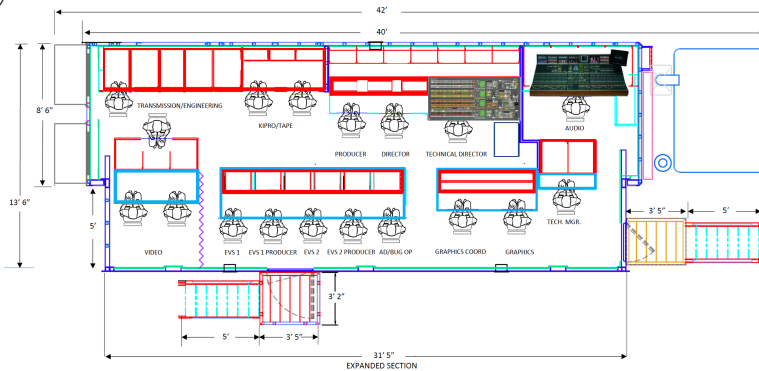 42'
40'
8' 6"
13' 6"
TRANSMISSION/ENGINEERING
KIPRO/TAPE
AUDIO
PRODUCER
DIRECTOR
TECHNICAL DIRECTOR
5'
VIDEO
EVS 1
EVS 1 PRODUCER
EVS 2
EVS 2 PRODUCER
AD/BUG OP
GRAPHICS COORD
GRAPHICS
TECH. MGR.
3' 5"
5'
3' 2"
5'
3' 5"
31' 5"
EXPANDED SECTION